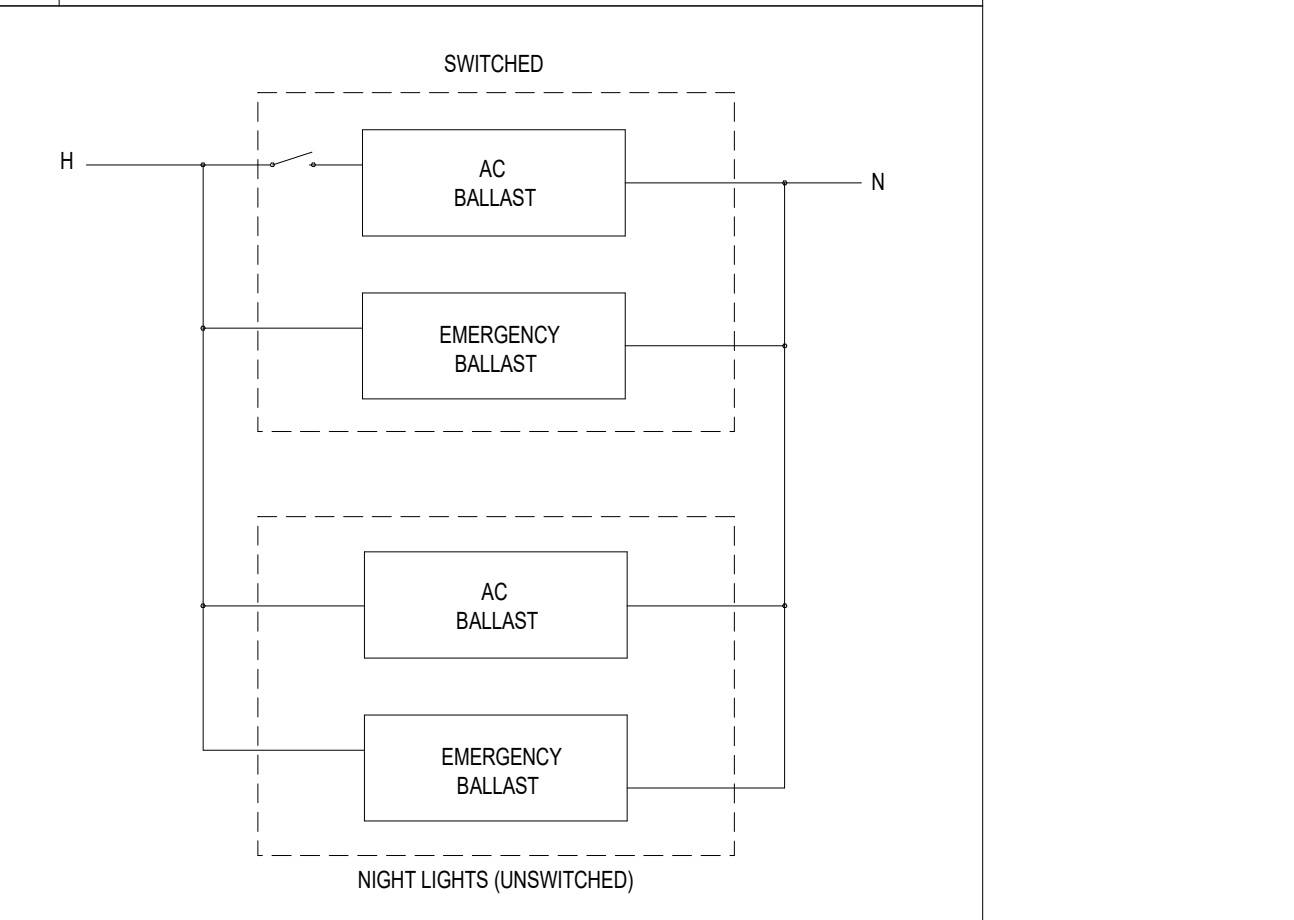 SWITCHED
H
AC
BALLAST
N
EMERGENCY
BALLAST
AC
BALLAST
EMERGENCY
BALLAST
NIGHT LIGHTS (UNSWITCHED)